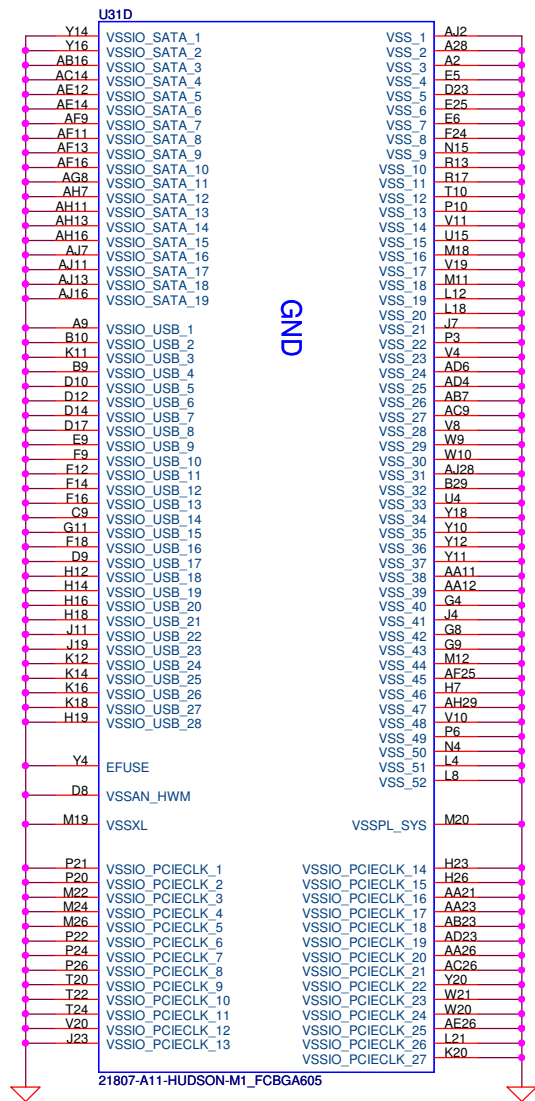 U31D
Y14 VSSIO_SATA_1 VSS_1 AJ2
Y16 VSSIO_SATA_2 VSS_2 A28
AB16 VSSIO_SATA_3 VSS_3 A2
AC14 VSSIO_SATA_4 VSS_4 E5
AE12 VSSIO_SATA_5 VSS_5 D23
AE14 VSSIO_SATA_6 VSS_6 E25
AF9 VSSIO_SATA_7 VSS_7 E6
AF11 VSSIO_SATA_8 VSS_8 F24
AF13 VSSIO_SATA_9 VSS_9 N15
AF16 VSSIO_SATA_10 VSS_10 R13
AG8 VSSIO_SATA_11 VSS_11 R17
AH7 VSSIO_SATA_12 VSS_12 T10
AH11 VSSIO_SATA_13 VSS_13 P10
AH13 VSSIO_SATA_14 VSS_14 V11
AH16 VSSIO_SATA_15 VSS_15 U15
AJ7 VSSIO_SATA_16 VSS_16 M18
AJ11 VSSIO_SATA_17 VSS_17 V19
AJ13 VSSIO_SATA_18 VSS_18 M11
AJ16 VSSIO_SATA_19 VSS_19 L12
VSS_20 L18
GND
A9 VSSIO_USB_1 VSS_21 J7
B10 VSSIO_USB_2 VSS_22 P3
K11 VSSIO_USB_3 VSS_23 V4
B9 VSSIO_USB_4 VSS_24 AD6
D10 VSSIO_USB_5 VSS_25 AD4
D12 VSSIO_USB_6 VSS_26 AB7
D14 VSSIO_USB_7 VSS_27 AC9
D17 VSSIO_USB_8 VSS_28 V8
E9 VSSIO_USB_9 VSS_29 W9
F9 VSSIO_USB_10 VSS_30 W10
F12 VSSIO_USB_11 VSS_31 AJ28
F14 VSSIO_USB_12 VSS_32 B29
F16 VSSIO_USB_13 VSS_33 U4
C9 VSSIO_USB_14 VSS_34 Y18
G11 VSSIO_USB_15 VSS_35 Y10
F18 VSSIO_USB_16 VSS_36 Y12
D9 VSSIO_USB_17 VSS_37 Y11
H12 VSSIO_USB_18 VSS_38 AA11
H14 VSSIO_USB_19 VSS_39 AA12
H16 VSSIO_USB_20 VSS_40 G4
H18 VSSIO_USB_21 VSS_41 J4
J11 VSSIO_USB_22 VSS_42 G8
J19 VSSIO_USB_23 VSS_43 G9
K12 VSSIO_USB_24 VSS_44 M12
K14 VSSIO_USB_25 VSS_45 AF25
K16 VSSIO_USB_26 VSS_46 H7
K18 VSSIO_USB_27 VSS_47 AH29
H19 VSSIO_USB_28 VSS_48 V10
VSS_49 P6
VSS_50 N4
Y4 EFUSE VSS_51 L4
VSS_52 L8
D8 VSSAN_HWM
M19 VSSXL VSSPL_SYS M20
P21 VSSIO_PCIECLK_1 VSSIO_PCIECLK_14 H23
P20 VSSIO_PCIECLK_2 VSSIO_PCIECLK_15 H26
M22 VSSIO_PCIECLK_3 VSSIO_PCIECLK_16 AA21
M24 VSSIO_PCIECLK_4 VSSIO_PCIECLK_17 AA23
M26 VSSIO_PCIECLK_5 VSSIO_PCIECLK_18 AB23
P22 VSSIO_PCIECLK_6 VSSIO_PCIECLK_19 AD23
P24 VSSIO_PCIECLK_7 VSSIO_PCIECLK_20 AA26
P26 VSSIO_PCIECLK_8 VSSIO_PCIECLK_21 AC26
T20 VSSIO_PCIECLK_9 VSSIO_PCIECLK_22 Y20
T22 VSSIO_PCIECLK_10 VSSIO_PCIECLK_23 W21
T24 VSSIO_PCIECLK_11 VSSIO_PCIECLK_24 W20
V20 VSSIO_PCIECLK_12 VSSIO_PCIECLK_25 AE26
J23 VSSIO_PCIECLK_13 VSSIO_PCIECLK_26 L21
VSSIO_PCIECLK_27 K20
21807-A11-HUDSON-M1_FCBGA605